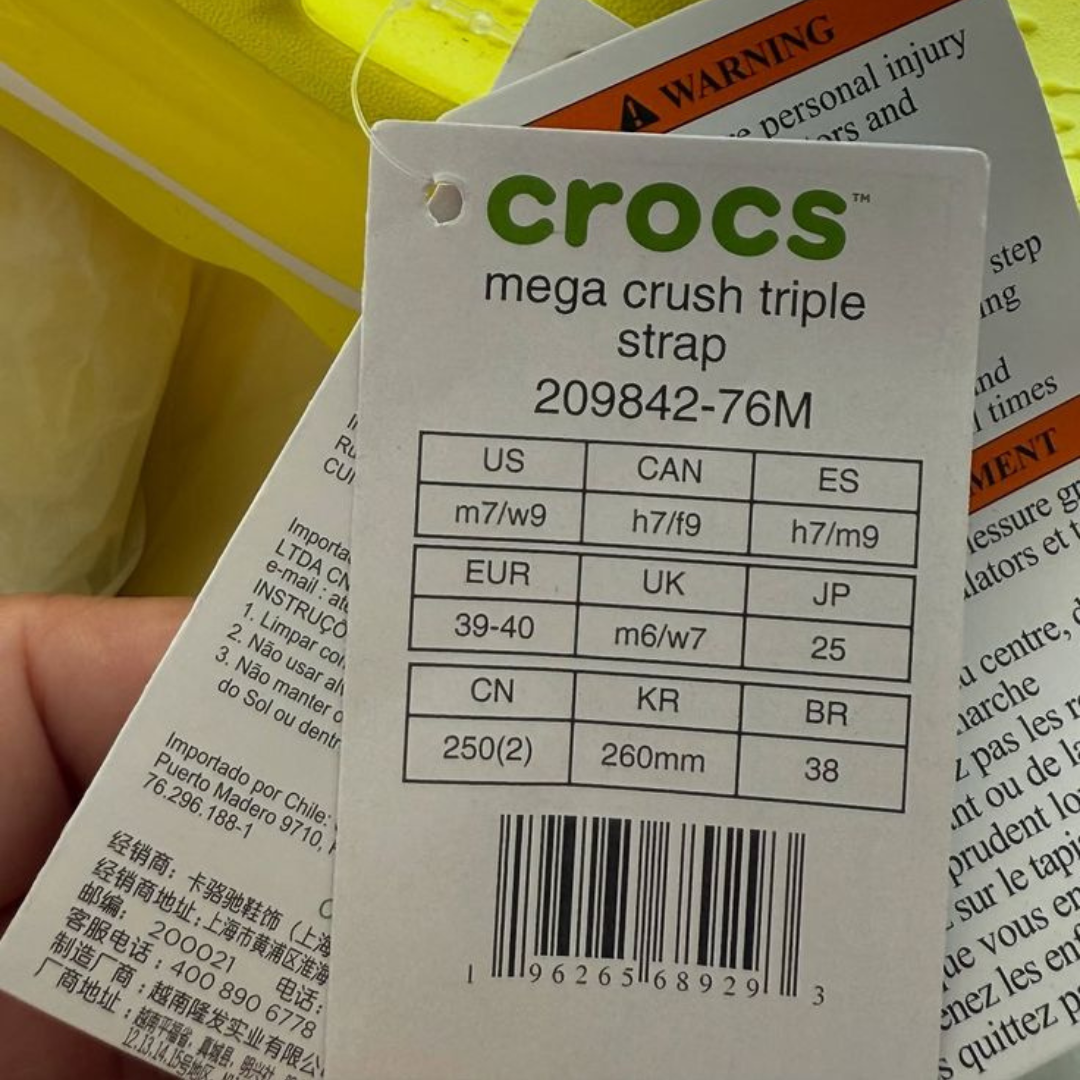 WARNING
personal injury
ors and
step
ing
nd
times
MENT
crocs™
mega crush triple
strap
209842-76M
US CAN ES
m7/w9 h7/f9 h7/m9
EUR UK JP
39-40 m6/w7 25
CN KR BR
250(2) 260mm 38
1 96265 68929 3
Importa
LTDA CN
e-mail : ate
INSTRUÇÕ
1. Limpar com
2. Não usar al
3. Não manter o
do Sol ou dentr
Importado por Chile:
Puerto Madero 9710,
76.296.188-1
经销商: 卡骆驰鞋饰（上海
经销商地址: 上海市黄浦区淮海
邮编: 200021 电话:
客服电话: 400 890 6778
制造厂商: 越南隆发实业有限公
厂商地址:
lessure gr
lators et t
u centre, d
narche
z pas les r
nt ou de la
prudent lo
sur le tapi
ue vous en
enez les enf
s quittez p